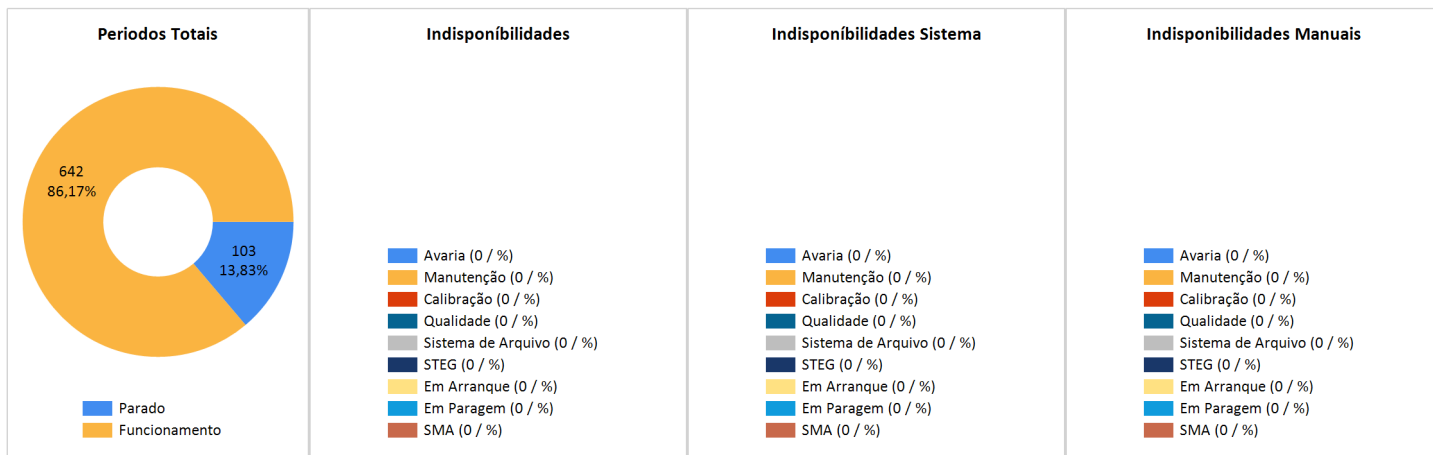 Periodos Totais
642
86,17%
103
13,83%
Parado
Funcionamento
Indisponíbilidades
Avaria (0 / %)
Manutenção (0 / %)
Calibração (0 / %)
Qualidade (0 / %)
Sistema de Arquivo (0 / %)
STEG (0 / %)
Em Arranque (0 / %)
Em Paragem (0 / %)
SMA (0 / %)
Indisponíbilidades Sistema
Avaria (0 / %)
Manutenção (0 / %)
Calibração (0 / %)
Qualidade (0 / %)
Sistema de Arquivo (0 / %)
STEG (0 / %)
Em Arranque (0 / %)
Em Paragem (0 / %)
SMA (0 / %)
Indisponibilidades Manuais
Avaria (0 / %)
Manutenção (0 / %)
Calibração (0 / %)
Qualidade (0 / %)
Sistema de Arquivo (0 / %)
STEG (0 / %)
Em Arranque (0 / %)
Em Paragem (0 / %)
SMA (0 / %)